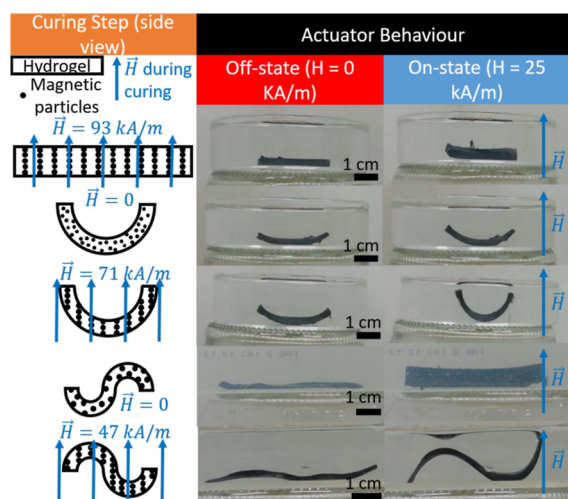 Curing Step (side
view)
Actuator Behaviour
Hydrogel
Magnetic
particles
H⃗ during
curing
Off-state (H = 0
KA/m)
On-state (H = 25
kA/m)
H⃗ = 93 kA/m
1 cm
H⃗
H⃗ = 0
1 cm
H⃗
H⃗ = 71 kA/m
1 cm
H⃗
H⃗ = 0
1 cm
H⃗
H⃗ = 47 kA/m
1 cm
H⃗